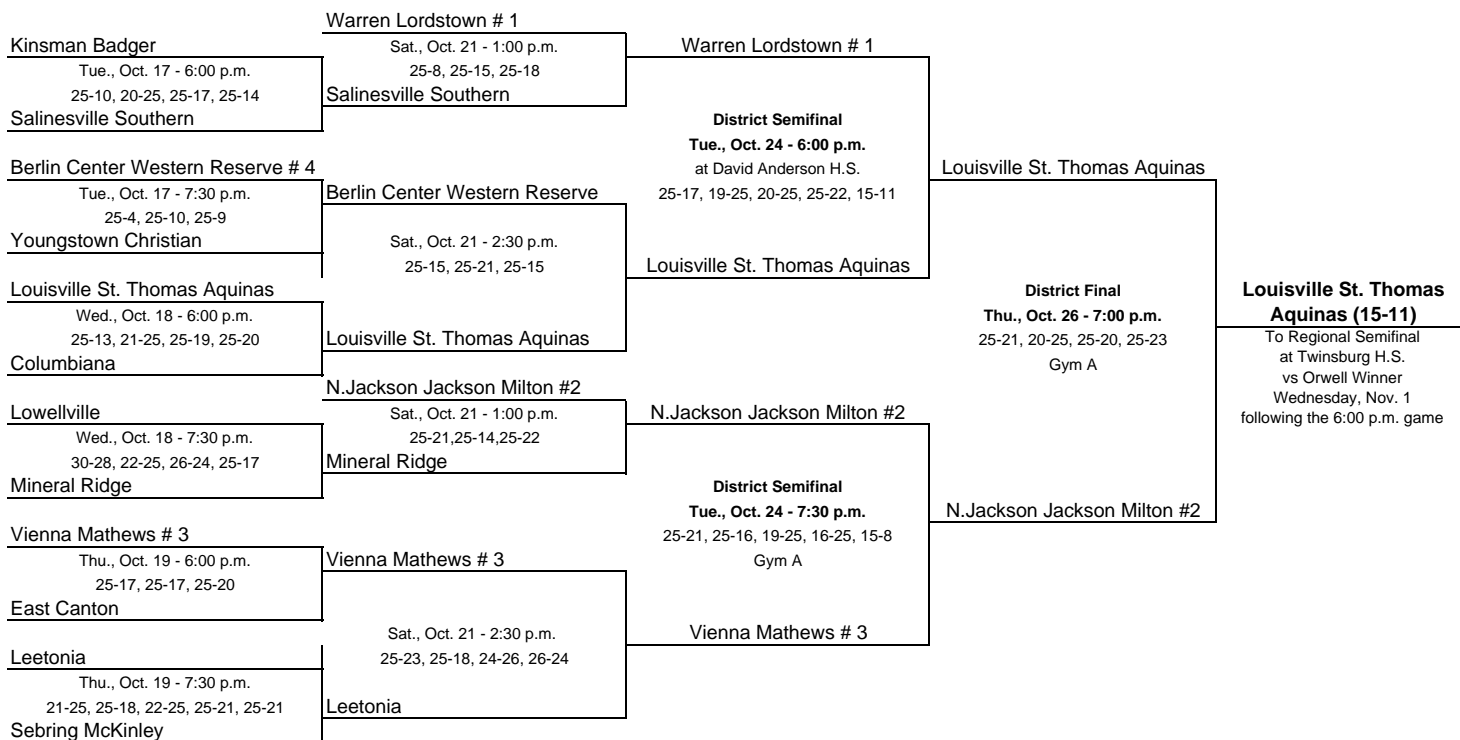 Warren Lordstown # 1
Kinsman Badger
Sat., Oct. 21 - 1:00 p.m.
Warren Lordstown # 1
Tue., Oct. 17 - 6:00 p.m.
25-8, 25-15, 25-18
25-10, 20-25, 25-17, 25-14
Salinesville Southern
Salinesville Southern
District Semifinal
Tue., Oct. 24 - 6:00 p.m.
Berlin Center Western Reserve # 4
at David Anderson H.S.
Louisville St. Thomas Aquinas
Tue., Oct. 17 - 7:30 p.m.
Berlin Center Western Reserve
25-17, 19-25, 20-25, 25-22, 15-11
25-4, 25-10, 25-9
Youngstown Christian
Sat., Oct. 21 - 2:30 p.m.
25-15, 25-21, 25-15
Louisville St. Thomas Aquinas
Louisville St. Thomas Aquinas
District Final
Louisville St. Thomas
Wed., Oct. 18 - 6:00 p.m.
Thu., Oct. 26 - 7:00 p.m.
Aquinas (15-11)
25-13, 21-25, 25-19, 25-20
Louisville St. Thomas Aquinas
25-21, 20-25, 25-20, 25-23
To Regional Semifinal
Columbiana
Gym A
at Twinsburg H.S.
N.Jackson Jackson Milton #2
vs Orwell Winner
Lowellville
Sat., Oct. 21 - 1:00 p.m.
N.Jackson Jackson Milton #2
Wednesday, Nov. 1
following the 6:00 p.m. game
Wed., Oct. 18 - 7:30 p.m.
25-21,25-14,25-22
30-28, 22-25, 26-24, 25-17
Mineral Ridge
Mineral Ridge
District Semifinal
Tue., Oct. 24 - 7:30 p.m.
N.Jackson Jackson Milton #2
Vienna Mathews # 3
25-21, 25-16, 19-25, 16-25, 15-8
Thu., Oct. 19 - 6:00 p.m.
Vienna Mathews # 3
Gym A
25-17, 25-17, 25-20
East Canton
Sat., Oct. 21 - 2:30 p.m.
Vienna Mathews # 3
Leetonia
25-23, 25-18, 24-26, 26-24
Thu., Oct. 19 - 7:30 p.m.
21-25, 25-18, 22-25, 25-21, 25-21
Leetonia
Sebring McKinley